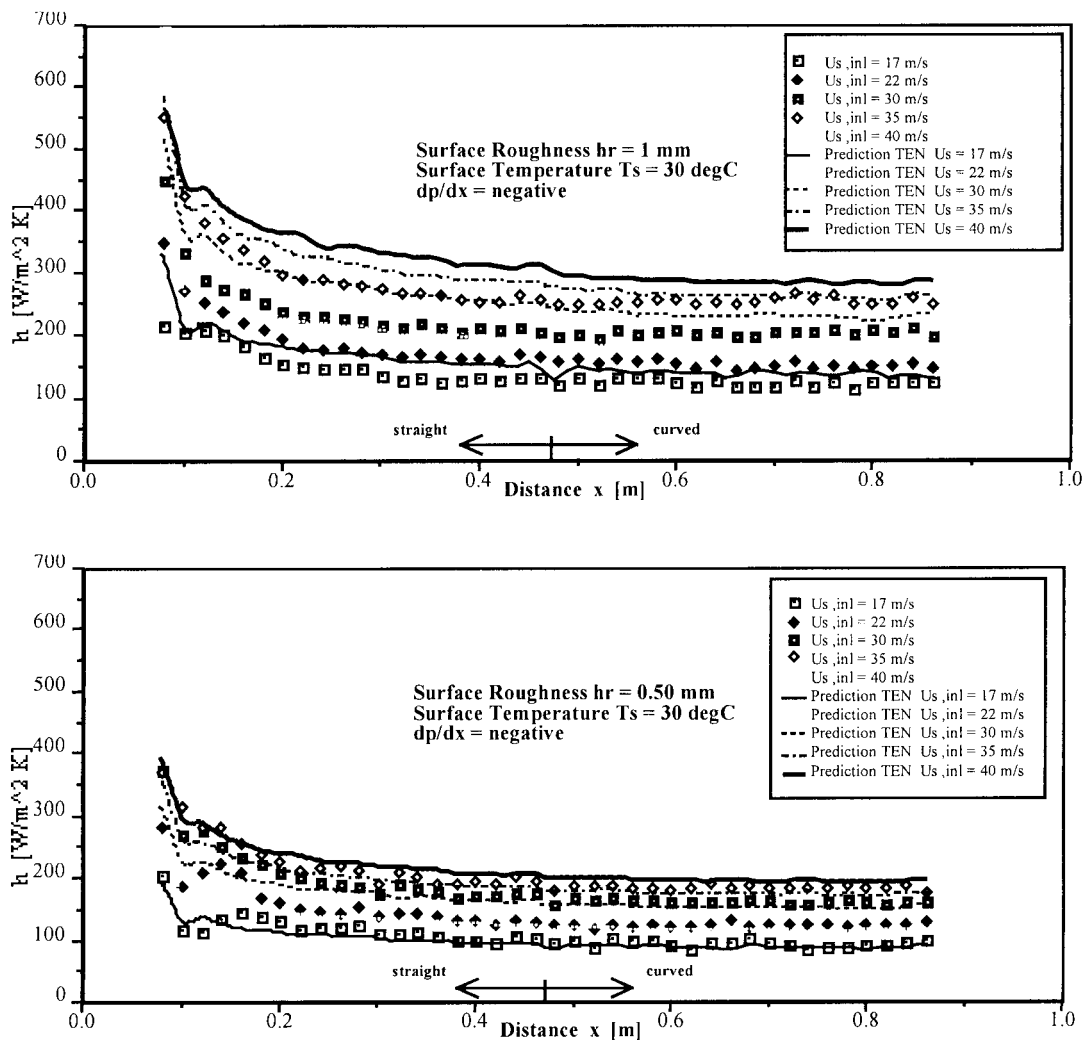 700
600
500
400
300
200
100
0
h [W/m^2 K]
0.0
0.2
0.4
0.6
0.8
1.0
Distance x [m]
Surface Roughness hr = 1 mm
Surface Temperature Ts = 30 degC
dp/dx = negative
straight
curved
Us ,inl = 17 m/s
Us ,inl = 22 m/s
Us ,inl = 30 m/s
Us ,inl = 35 m/s
Us ,inl = 40 m/s
Prediction TEN Us = 17 m/s
Prediction TEN Us = 22 m/s
Prediction TEN Us = 30 m/s
Prediction TEN Us = 35 m/s
Prediction TEN Us = 40 m/s
700
600
500
400
300
200
100
0
h [W/m^2 K]
0.0
0.2
0.4
0.6
0.8
1.0
Distance x [m]
Surface Roughness hr = 0.50 mm
Surface Temperature Ts = 30 degC
dp/dx = negative
straight
curved
Us ,inl = 17 m/s
Us ,inl = 22 m/s
Us ,inl = 30 m/s
Us ,inl = 35 m/s
Us ,inl = 40 m/s
Prediction TEN Us ,inl = 17 m/s
Prediction TEN Us ,inl = 22 m/s
Prediction TEN Us ,inl = 30 m/s
Prediction TEN Us ,inl = 35 m/s
Prediction TEN Us ,inl = 40 m/s